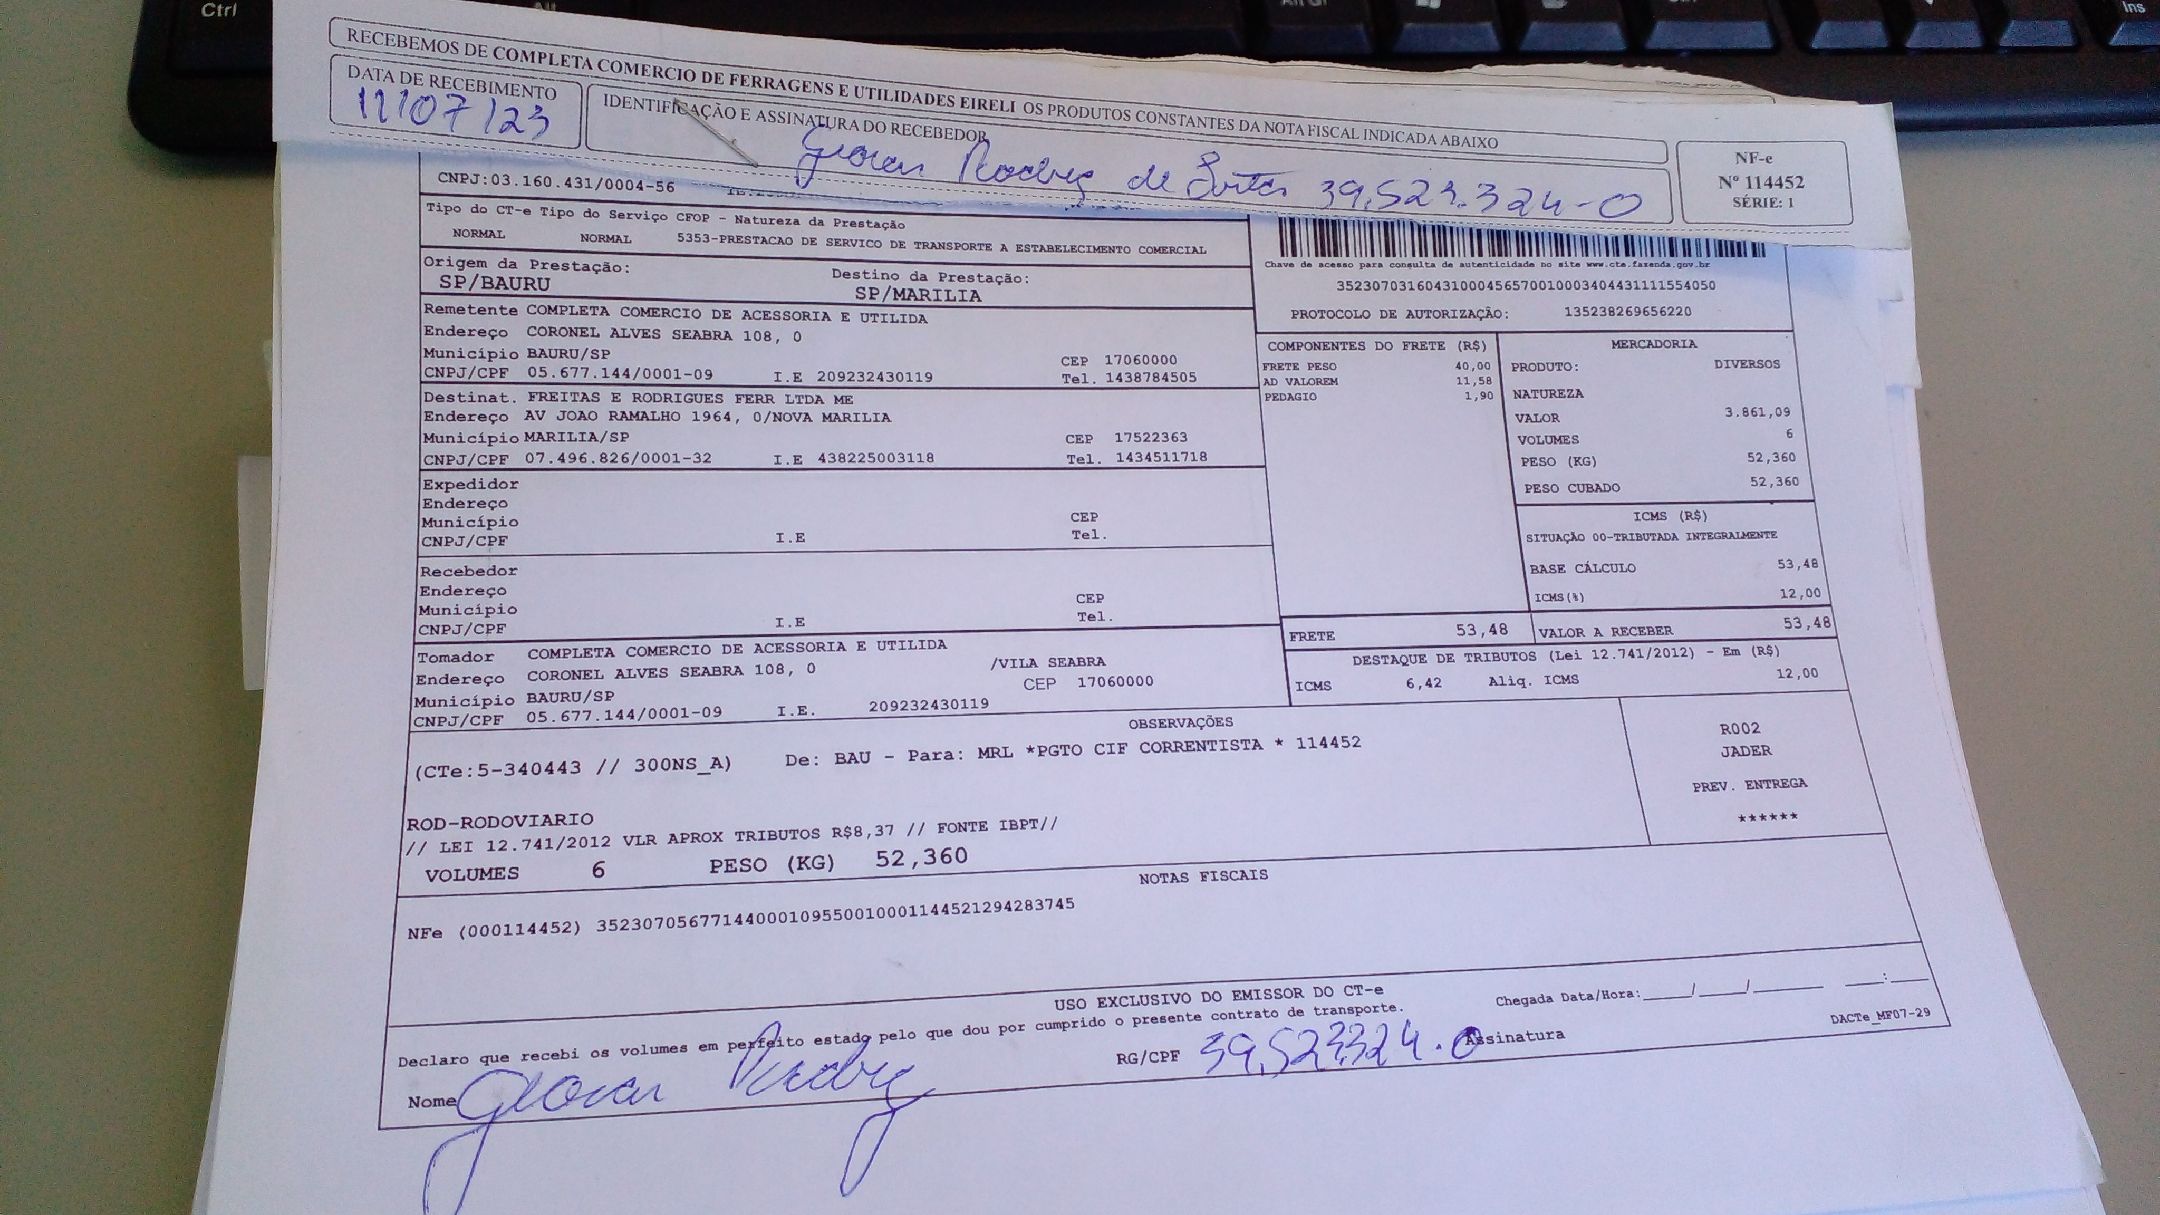 Ctrl
Alt
Alt Gr
Ins
RECEBEMOS DE COMPLETA COMERCIO DE FERRAGENS E UTILIDADES EIRELI OS PRODUTOS CONSTANTES DA NOTA FISCAL INDICADA ABAIXO
DATA DE RECEBIMENTO
11/07/23
IDENTIFICAÇÃO E ASSINATURA DO RECEBEDOR
39.523.324-0
NF-e
Nº 114452
SÉRIE: 1
CNPJ:03.160.431/0004-56
Tipo do CT-e Tipo do Serviço CFOP - Natureza da Prestação
NORMAL NORMAL 5353-PRESTACAO DE SERVICO DE TRANSPORTE A ESTABELECIMENTO COMERCIAL
Origem da Prestação: Destino da Prestação:
SP/BAURU SP/MARILIA
Chave de acesso para consulta de autenticidade no site www.cte.fazenda.gov.br
35230703160431000456570010003404431111554050
PROTOCOLO DE AUTORIZAÇÃO: 135238269656220
Remetente COMPLETA COMERCIO DE ACESSORIA E UTILIDA
Endereço CORONEL ALVES SEABRA 108, 0
Município BAURU/SP CEP 17060000
CNPJ/CPF 05.677.144/0001-09 I.E 209232430119 Tel. 1438784505
Destinat. FREITAS E RODRIGUES FERR LTDA ME
Endereço AV JOAO RAMALHO 1964, 0/NOVA MARILIA
Município MARILIA/SP CEP 17522363
CNPJ/CPF 07.496.826/0001-32 I.E 438225003118 Tel. 1434511718
Expedidor
Endereço
Município CEP
CNPJ/CPF I.E Tel.
Recebedor
Endereço
Município CEP
CNPJ/CPF I.E Tel.
Tomador COMPLETA COMERCIO DE ACESSORIA E UTILIDA
Endereço CORONEL ALVES SEABRA 108, 0 /VILA SEABRA
Município BAURU/SP CEP 17060000
CNPJ/CPF 05.677.144/0001-09 I.E. 209232430119
COMPONENTES DO FRETE (R$)
FRETE PESO 40,00
AD VALOREM 11,58
PEDAGIO 1,90
MERCADORIA
PRODUTO: DIVERSOS
NATUREZA
VALOR 3.861,09
VOLUMES 6
PESO (KG) 52,360
PESO CUBADO 52,360
ICMS (R$)
SITUAÇÃO 00-TRIBUTADA INTEGRALMENTE
BASE CÁLCULO 53,48
ICMS(%) 12,00
FRETE 53,48 VALOR A RECEBER 53,48
DESTAQUE DE TRIBUTOS (Lei 12.741/2012) - Em (R$)
ICMS 6,42 Aliq. ICMS 12,00
OBSERVAÇÕES
(CTe:5-340443 // 300NS_A) De: BAU - Para: MRL *PGTO CIF CORRENTISTA * 114452
ROD-RODOVIARIO
// LEI 12.741/2012 VLR APROX TRIBUTOS R$8,37 // FONTE IBPT//
VOLUMES 6 PESO (KG) 52,360
R002
JADER
PREV. ENTREGA
******
NOTAS FISCAIS
NFe (000114452) 35230705677144000109550010001144521294283745
USO EXCLUSIVO DO EMISSOR DO CT-e
Declaro que recebi os volumes em perfeito estado pelo que dou por cumprido o presente contrato de transporte.
Chegada Data/Hora:_____/_____/_______ ____:____
Nome RG/CPF 39.523.324.0 Assinatura
DACTe_MF07-29